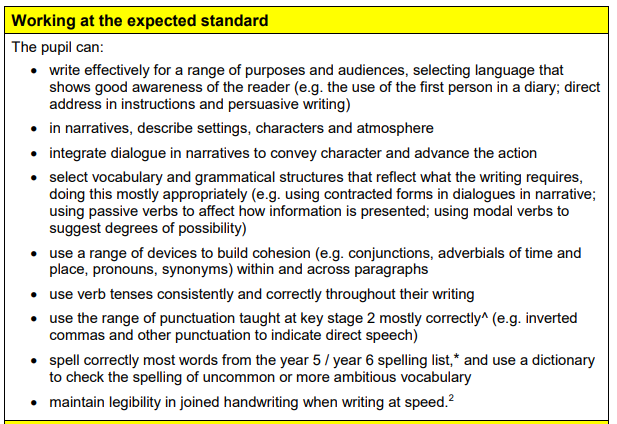 Working at the expected standard
The pupil can:
• write effectively for a range of purposes and audiences, selecting language that
shows good awareness of the reader (e.g. the use of the first person in a diary; direct
address in instructions and persuasive writing)
• in narratives, describe settings, characters and atmosphere
• integrate dialogue in narratives to convey character and advance the action
• select vocabulary and grammatical structures that reflect what the writing requires,
doing this mostly appropriately (e.g. using contracted forms in dialogues in narrative;
using passive verbs to affect how information is presented; using modal verbs to
suggest degrees of possibility)
• use a range of devices to build cohesion (e.g. conjunctions, adverbials of time and
place, pronouns, synonyms) within and across paragraphs
• use verb tenses consistently and correctly throughout their writing
• use the range of punctuation taught at key stage 2 mostly correctly^ (e.g. inverted
commas and other punctuation to indicate direct speech)
• spell correctly most words from the year 5 / year 6 spelling list,* and use a dictionary
to check the spelling of uncommon or more ambitious vocabulary
• maintain legibility in joined handwriting when writing at speed.²